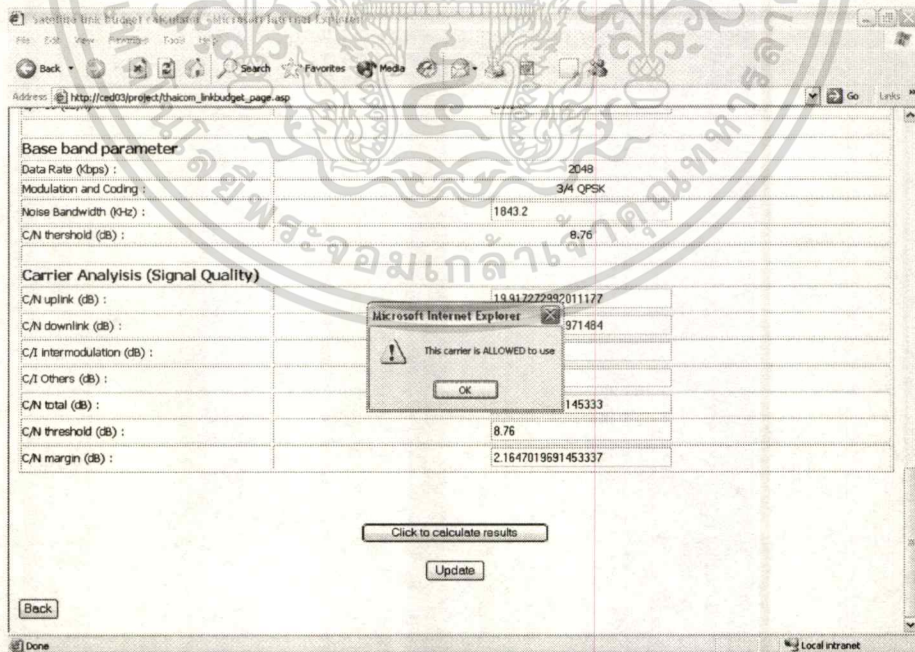 Satellite link budget calculator - Microsoft Internet Explorer
File Edit View Favorites Tools Help
Back Search Favorites Media
Address http://ced03/project/thaicom_linkbudget_page.asp Go Links
Base band parameter
Data Rate (Kbps) : 2048
Modulation and Coding : 3/4 QPSK
Noise Bandwidth (KHz) : 1843.2
C/N thershold (dB) : 8.76
Carrier Analyisis (Signal Quality)
C/N uplink (dB) : 19.917272992011177
C/N downlink (dB) : 971484
C/I intermodulation (dB) :
C/I Others (dB) :
C/N total (dB) : 145333
C/N threshold (dB) : 8.76
C/N margin (dB) : 2.1647019691453337
Microsoft Internet Explorer
This carrier is ALLOWED to use
OK
Click to calculate results
Update
Back
Done Local intranet